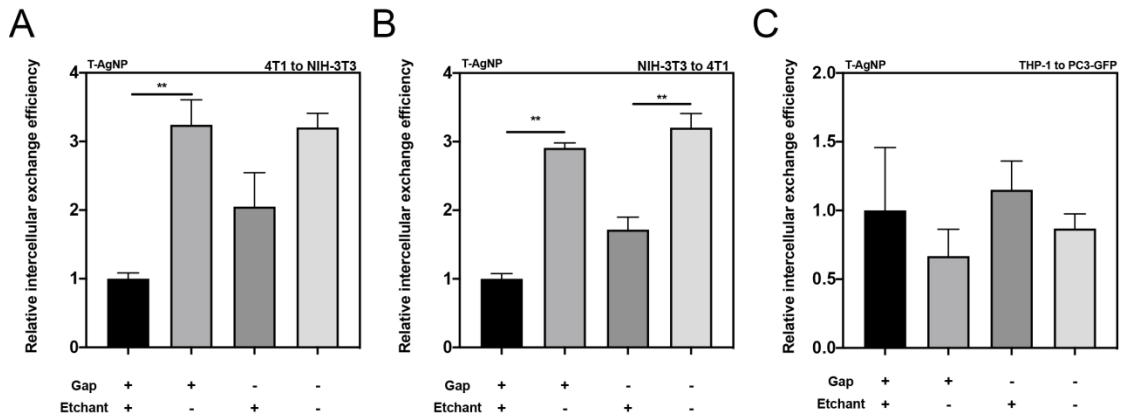 A
T-AgNP
4T1 to NIH-3T3
Relative intercellular exchange efficiency
4
3
2
1
0
**
Gap + + - -
Etchant + - + -
B
T-AgNP
NIH-3T3 to 4T1
Relative intercellular exchange efficiency
4
3
2
1
0
**
**
Gap + + - -
Etchant + - + -
C
T-AgNP
THP-1 to PC3-GFP
Relative intercellular exchange efficiency
2.0
1.5
1.0
0.5
0.0
Gap + + - -
Etchant + - + -